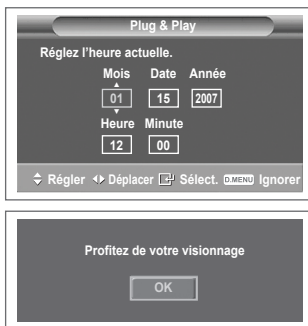 Plug & Play
Réglez l'heure actuelle.
Mois Date Année
01 15 2007
Heure Minute
12 00
Régler Déplacer Sélect. D.MENU Ignorer
Profitez de votre visionnage
OK